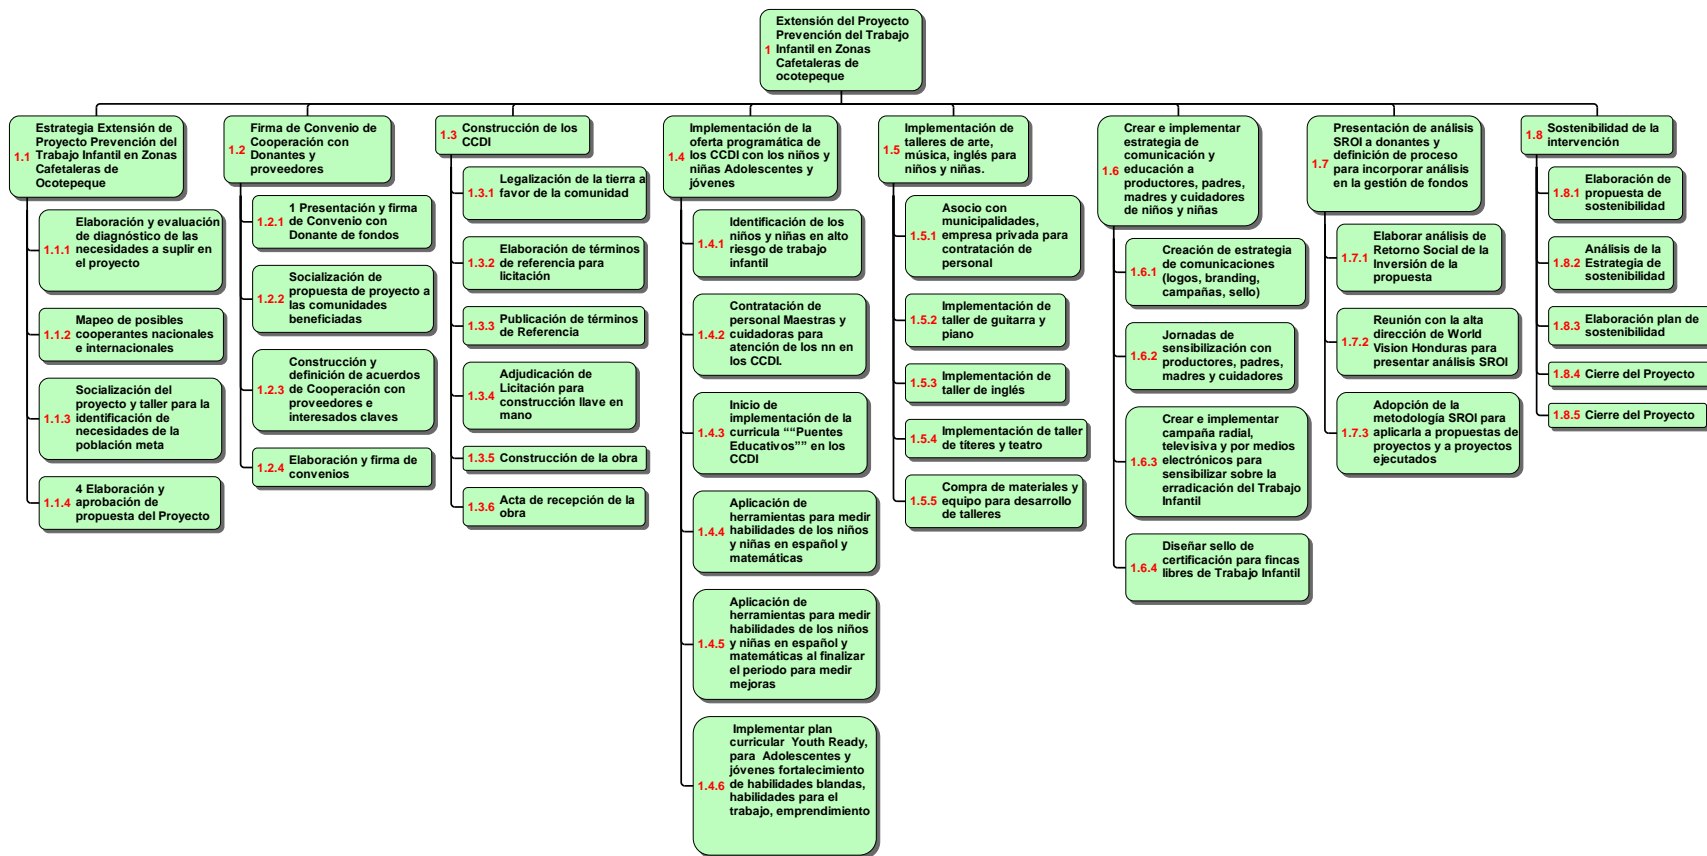 Extensión del Proyecto
Prevención del Trabajo
1 Infantil en Zonas
Cafetaleras de
ocotepeque
Estrategia Extensión de
Proyecto Prevención del
1.1 Trabajo Infantil en Zonas
Cafetaleras de
Ocotepeque
Elaboración y evaluación
de diagnóstico de las
1.1.1 necesidades a suplir en
el proyecto
Mapeo de posibles
1.1.2 cooperantes nacionales
e internacionales
Socialización del
proyecto y taller para la
1.1.3 identificación de
necesidades de la
población meta
4 Elaboración y
1.1.4 aprobación de
propuesta del Proyecto
Firma de Convenio de
1.2 Cooperación con
Donantes y
proveedores
1 Presentación y firma
1.2.1 de Convenio con
Donante de fondos
Socialización de
1.2.2 propuesta de proyecto a
las comunidades
beneficiadas
Construcción y
definición de acuerdos
1.2.3 de Cooperación con
proveedores e
interesados claves
1.2.4 Elaboración y firma de
convenios
1.3 Construcción de los
CCDI
Legalización de la tierra a
1.3.1 favor de la comunidad
Elaboración de términos
1.3.2 de referencia para
licitación
1.3.3 Publicación de términos
de Referencia
Adjudicación de
1.3.4 Licitación para
construcción llave en
mano
1.3.5 Construcción de la obra
1.3.6 Acta de recepción de la
obra
Implementación de la
oferta programática de
1.4 los CCDI con los niños y
niñas Adolescentes y
jóvenes
Identificación de los
1.4.1 niños y niñas en alto
riesgo de trabajo
infantil
Contratación de
personal Maestras y
1.4.2 cuidadoras para
atención de los nn en
los CCDI.
Inicio de
implementación de la
1.4.3 currícula ““Puentes
Educativos”” en los
CCDI
Aplicación de
herramientas para medir
1.4.4 habilidades de los niños
y niñas en español y
matemáticas
Aplicación de
herramientas para medir
habilidades de los niños
1.4.5 y niñas en español y
matemáticas al finalizar
el periodo para medir
mejoras
Implementar plan
curricular Youth Ready,
para Adolescentes y
jóvenes fortalecimiento
1.4.6 de habilidades blandas,
habilidades para el
trabajo, emprendimiento
Implementación de
1.5 talleres de arte,
música, inglés para
niños y niñas.
Asocio con
1.5.1 municipalidades,
empresa privada para
contratación de
personal
Implementación de
1.5.2 taller de guitarra y
piano
1.5.3 Implementación de
taller de inglés
1.5.4 Implementación de taller
de títeres y teatro
Compra de materiales y
1.5.5 equipo para desarrollo
de talleres
Crear e implementar
estrategia de
comunicación y
1.6 educación a
productores, padres,
madres y cuidadores
de niños y niñas
Creación de estrategia
1.6.1 de comunicaciones
(logos, branding,
campañas, sello)
Jornadas de
1.6.2 sensibilización con
productores, padres,
madres y cuidadores
Crear e implementar
campaña radial,
televisiva y por medios
1.6.3 electrónicos para
sensibilizar sobre la
erradicación del Trabajo
Infantil
Diseñar sello de
1.6.4 certificación para fincas
libres de Trabajo Infantil
Presentación de análisis
SROI a donantes y
1.7 definición de proceso
para incorporar análisis
en la gestión de fondos
Elaborar análisis de
1.7.1 Retorno Social de la
Inversión de la
propuesta
Reunión con la alta
1.7.2 dirección de World
Vision Honduras para
presentar análisis SROI
Adopción de la
metodología SROI para
1.7.3 aplicarla a propuestas de
proyectos y a proyectos
ejecutados
1.8 Sostenibilidad de la
intervención
Elaboración de
1.8.1 propuesta de
sostenibilidad
Análisis de la
1.8.2 Estrategia de
sostenibilidad
1.8.3 Elaboración plan de
sostenibilidad
1.8.4 Cierre del Proyecto
1.8.5 Cierre del Proyecto